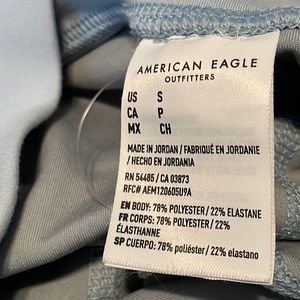 AMERICAN EAGLE
OUTFITTERS
US S
CA P
MX CH
MADE IN JORDAN / FABRIQUÉ EN JORDANIE
/ HECHO EN JORDANIA
RN 54485 / CA 03873
RFC# AEM120605U9A
EN BODY: 78% POLYESTER / 22% ELASTANE
FR CORPS: 78% POLYESTER / 22%
ÉLASTHANNE
SP CUERPO: 78% poliéster / 22% elastano